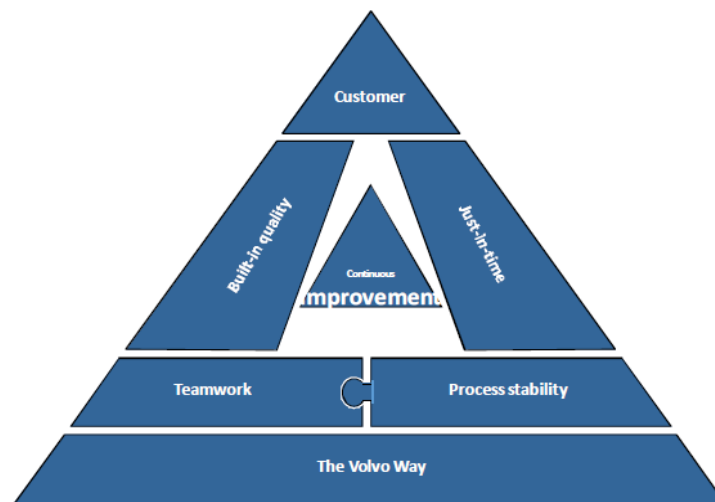 Customer
Built-in quality
Just-in-time
Continuous
Improvement
Teamwork
Process stability
The Volvo Way